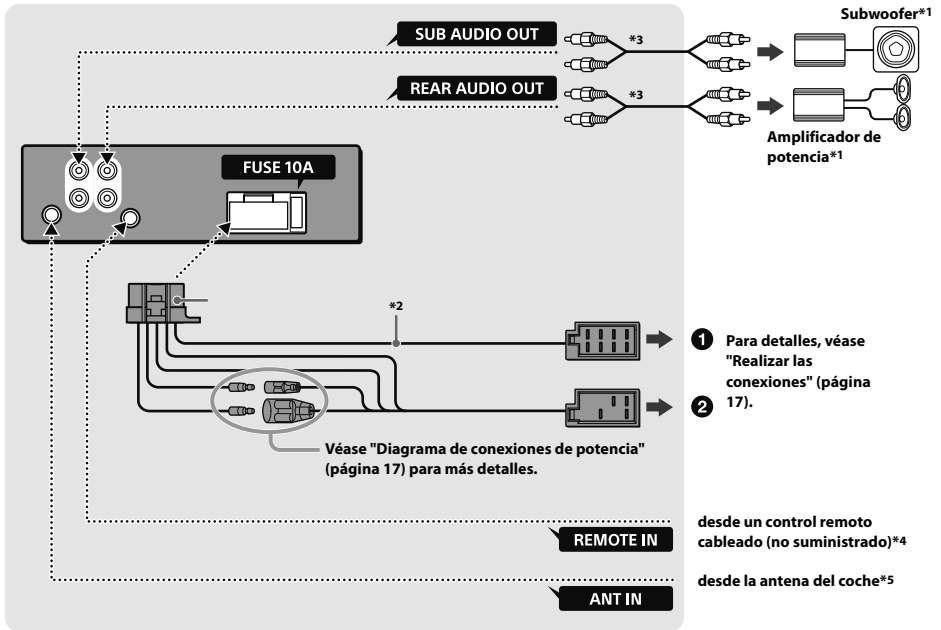 Subwoofer*1
SUB AUDIO OUT
*3
REAR AUDIO OUT
*3
Amplificador de
potencia*1
FUSE 10A
*2
❶ Para detalles, véase
"Realizar las
conexiones" (página
17).
❷
Véase "Diagrama de conexiones de potencia"
(página 17) para más detalles.
REMOTE IN
desde un control remoto
cableado (no suministrado)*4
desde la antena del coche*5
ANT IN